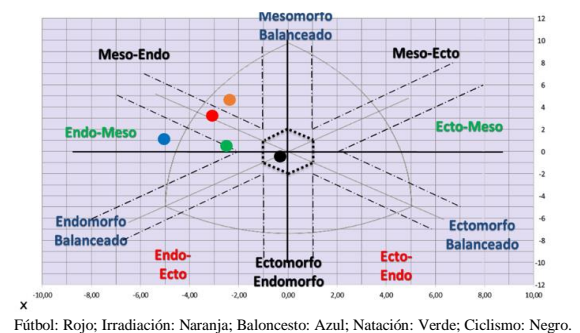 Mesomorfo
Balanceado
Meso-Endo
Meso-Ecto
Endo-Meso
Ecto-Meso
Endomorfo
Balanceado
Ectomorfo
Balanceado
Endo-
Ecto
Ectomorfo
Endomorfo
Ecto-
Endo
12
10
8
6
4
2
0
-2
-4
-6
-8
-10
-12
-10,00 -8,00 -6,00 -4,00 -2,00 0,00 2,00 4,00 6,00 8,00 10,00
X
Fútbol: Rojo; Irradiación: Naranja; Baloncesto: Azul; Natación: Verde; Ciclismo: Negro.